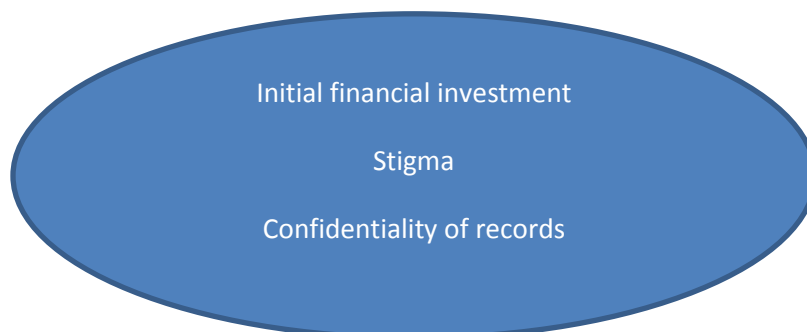 Initial financial investment
Stigma
Confidentiality of records